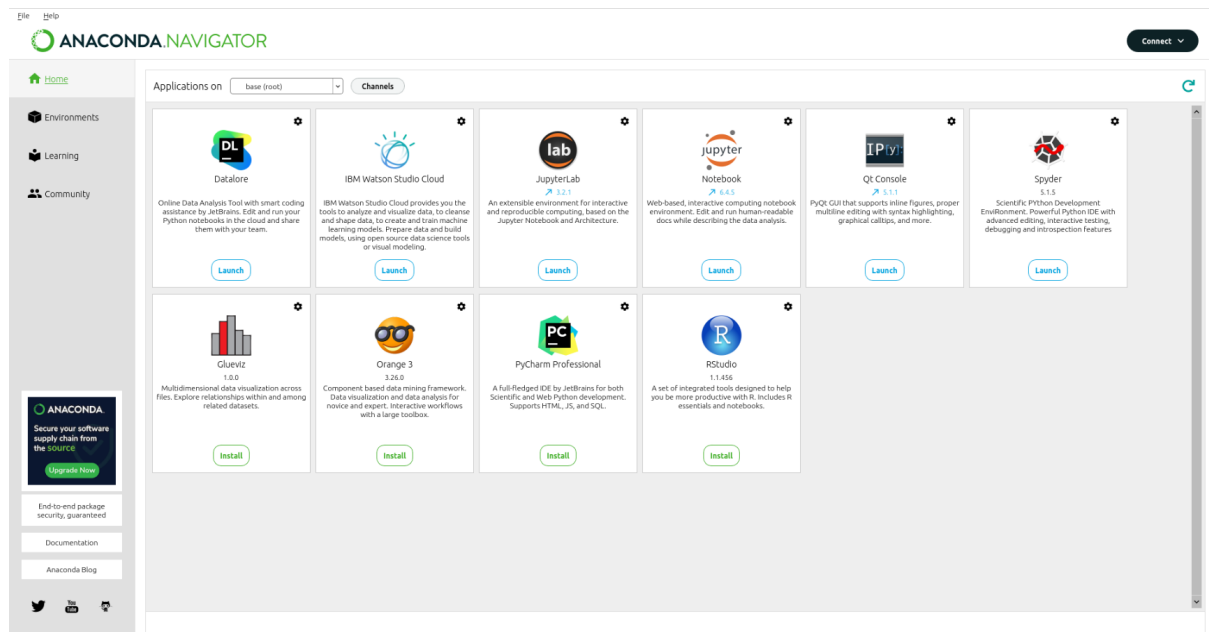 File Help
ANACONDA.NAVIGATOR
Connect
Home
Environments
Learning
Community
ANACONDA.
Secure your software
supply chain from
the source
Upgrade Now
End-to-end package
security, guaranteed
Documentation
Anaconda Blog
You
Tube
Applications on base (root) Channels
DL
Datalore
Online Data Analysis Tool with smart coding
assistance by JetBrains. Edit and run your
Python notebooks in the cloud and share
them with your team.
Launch
IBM Watson Studio Cloud
IBM Watson Studio Cloud provides you the
tools to analyze and visualize data, to cleanse
and shape data, to create and train machine
learning models. Prepare data and build
models, using open source data science tools
or visual modeling.
Launch
lab
JupyterLab
3.2.1
An extensible environment for interactive
and reproducible computing, based on the
Jupyter Notebook and Architecture.
Launch
jupyter
Notebook
6.4.5
Web-based, interactive computing notebook
environment. Edit and run human-readable
docs while describing the data analysis.
Launch
IP[y]:
Qt Console
5.1.1
PyQt GUI that supports inline figures, proper
multiline editing with syntax highlighting,
graphical calltips, and more.
Launch
Spyder
5.1.5
Scientific PYthon Development
EnviRonment. Powerful Python IDE with
advanced editing, interactive testing,
debugging and introspection features
Launch
Glueviz
1.0.0
Multidimensional data visualization across
files. Explore relationships within and among
related datasets.
Install
Orange 3
3.26.0
Component based data mining framework.
Data visualization and data analysis for
novice and expert. Interactive workflows
with a large toolbox.
Install
PC
PyCharm Professional
A full-fledged IDE by JetBrains for both
Scientific and Web Python development.
Supports HTML, JS, and SQL.
Install
R
RStudio
1.1.456
A set of integrated tools designed to help
you be more productive with R. Includes R
essentials and notebooks.
Install